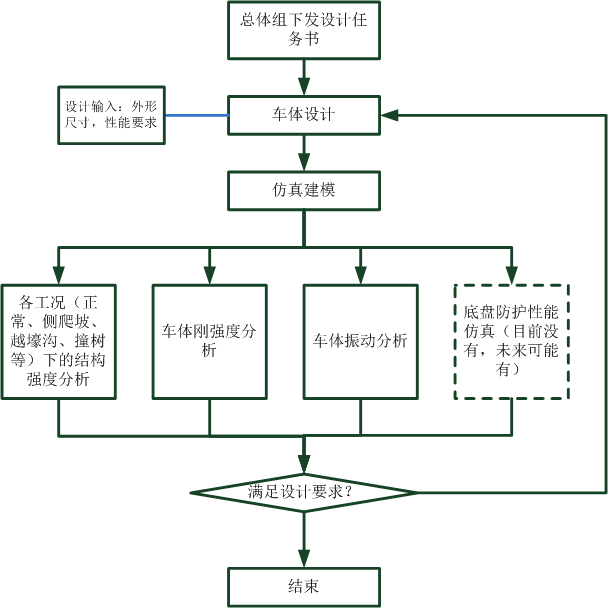 总体组下发设计任
务书
设计输入：外形
尺寸，性能要求
车体设计
仿真建模
各工况（正
常、侧爬坡、
越壕沟、撞树
等）下的结构
强度分析
车体刚强度分
析
车体振动分析
底盘防护性能
仿真（目前没
有，未来可能
有）
满足设计要求？
结束